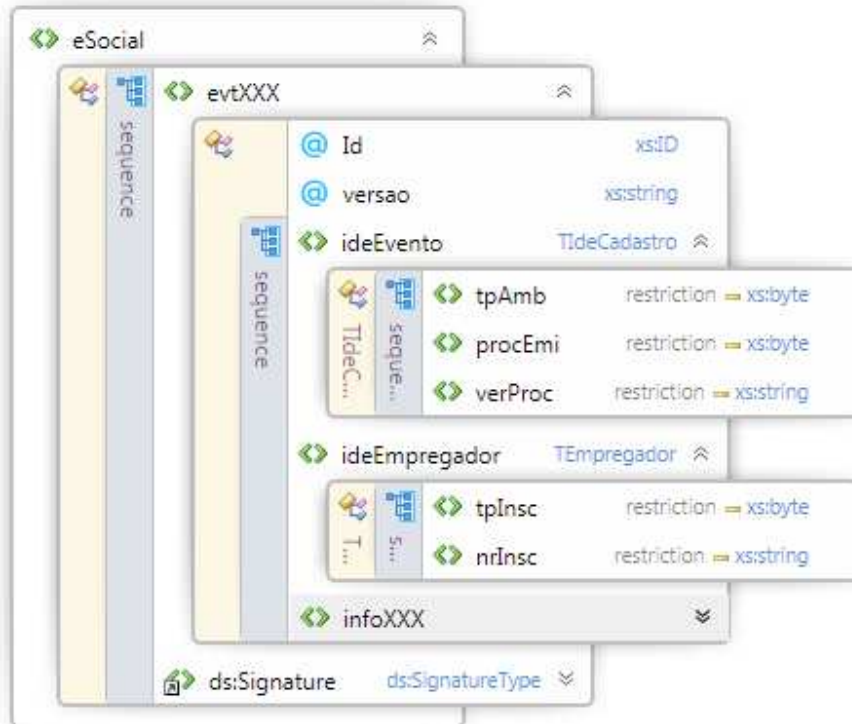 eSocial
sequence
evtXXX
sequence
@ Id xs:ID
@ versao xs:string
ideEvento TIdeCadastro
TIdeC...
seque...
tpAmb restriction xs:byte
procEmi restriction xs:byte
verProc restriction xs:string
ideEmpregador TEmpregador
T...
s...
tpInsc restriction xs:byte
nrInsc restriction xs:string
infoXXX
ds:Signature ds:SignatureType